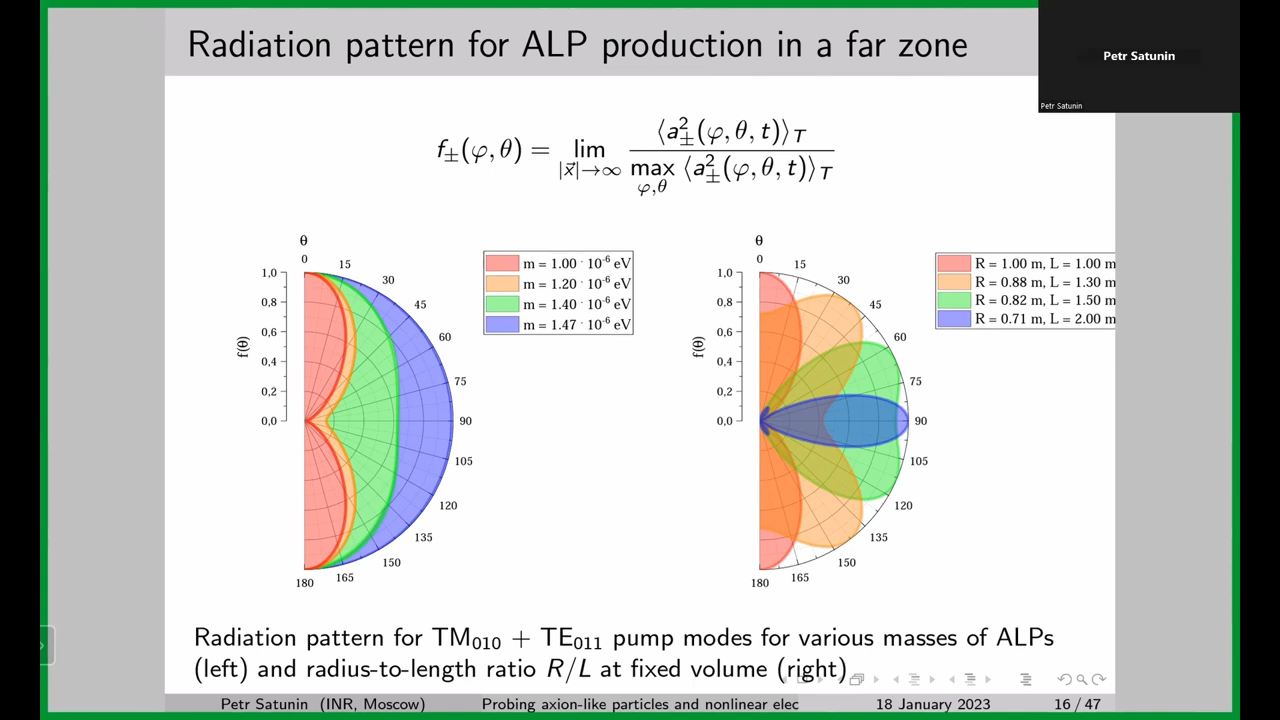 Radiation pattern for ALP production in a far zone
Petr Satunin
Petr Satunin
f±(φ, θ) = lim |x⃗|→∞ ⟨a²±(φ, θ, t)⟩T / max φ,θ ⟨a²±(φ, θ, t)⟩T
θ
0
15
30
45
60
75
90
105
120
135
150
165
180
1,0
0,8
0,6
0,4
0,2
0,0
f(θ)
m = 1.00 · 10⁻⁶ eV
m = 1.20 · 10⁻⁶ eV
m = 1.40 · 10⁻⁶ eV
m = 1.47 · 10⁻⁶ eV
θ
0
15
30
45
60
75
90
105
120
135
150
165
180
1,0
0,8
0,6
0,4
0,2
0,0
f(θ)
R = 1.00 m, L = 1.00 m
R = 0.88 m, L = 1.30 m
R = 0.82 m, L = 1.50 m
R = 0.71 m, L = 2.00 m
Radiation pattern for TM₀₁₀ + TE₀₁₁ pump modes for various masses of ALPs
(left) and radius-to-length ratio R/L at fixed volume (right)
Petr Satunin (INR, Moscow) Probing axion-like particles and nonlinear elec 18 January 2023 16 / 47